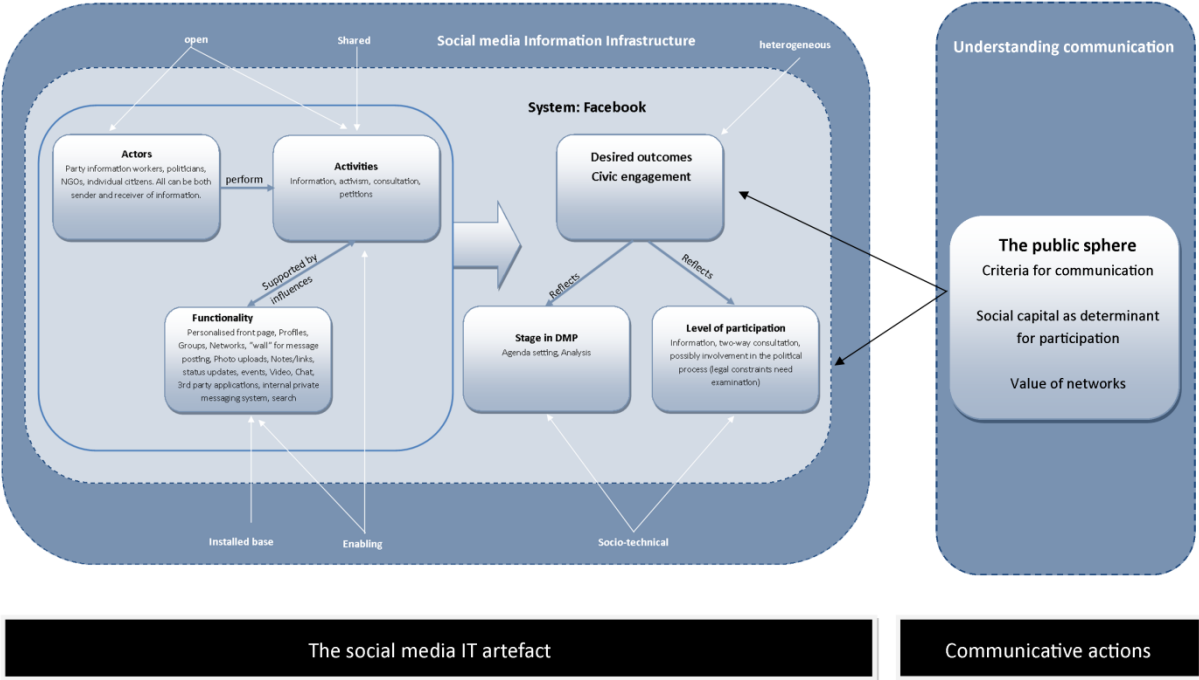 open
Shared
Social media Information Infrastructure
heterogeneous
System: Facebook
Actors
Party information workers, politicians,
NGOs, individual citizens. All can be both
sender and receiver of information.
perform
Activities
Information, activism, consultation,
petitions
Supported by
influences
Functionality
Personalised front page, Profiles,
Groups, Networks, "wall" for message
posting, Photo uploads, Notes/links,
status updates, events, Video, Chat,
3rd party applications, internal private
messaging system, search
Desired outcomes
Civic engagement
Reflects
Reflects
Stage in DMP
Agenda setting, Analysis
Level of participation
Information, two-way consultation,
possibly involvement in the political
process (legal constraints need
examination)
Installed base
Enabling
Socio-technical
Understanding communication
The public sphere
Criteria for communication
Social capital as determinant
for participation
Value of networks
The social media IT artefact
Communicative actions